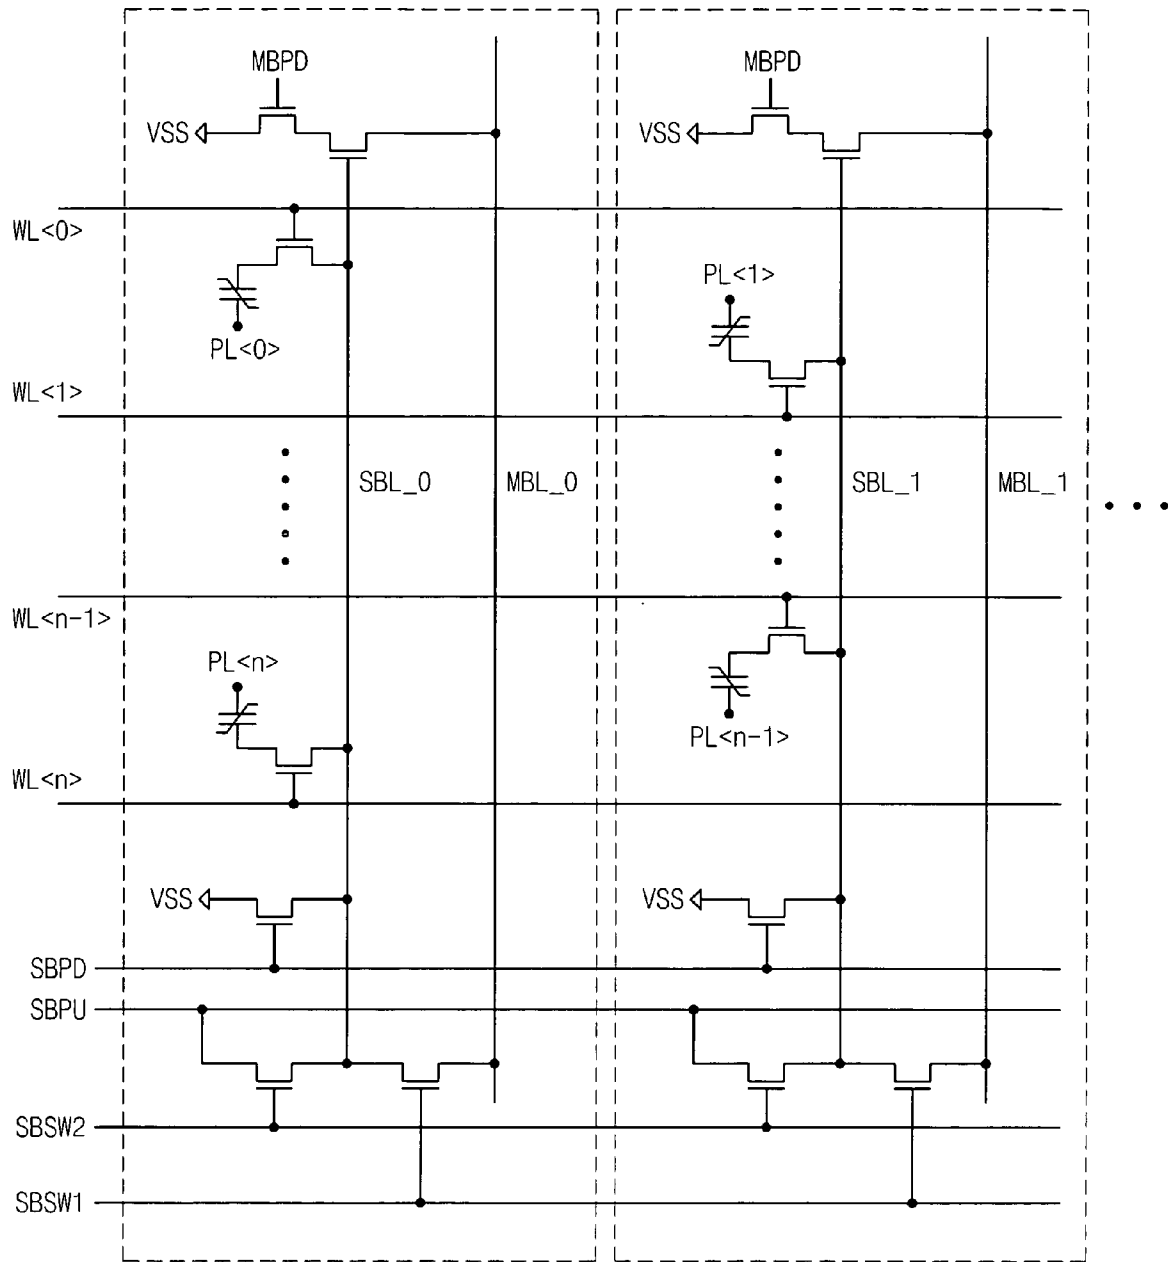 MBPD
MBPD
VSS
VSS
WL<0>
PL<1>
PL<0>
WL<1>
SBL_0
MBL_0
SBL_1
MBL_1
WL<n-1>
PL<n>
PL<n-1>
WL<n>
VSS
VSS
SBPD
SBPU
SBSW2
SBSW1